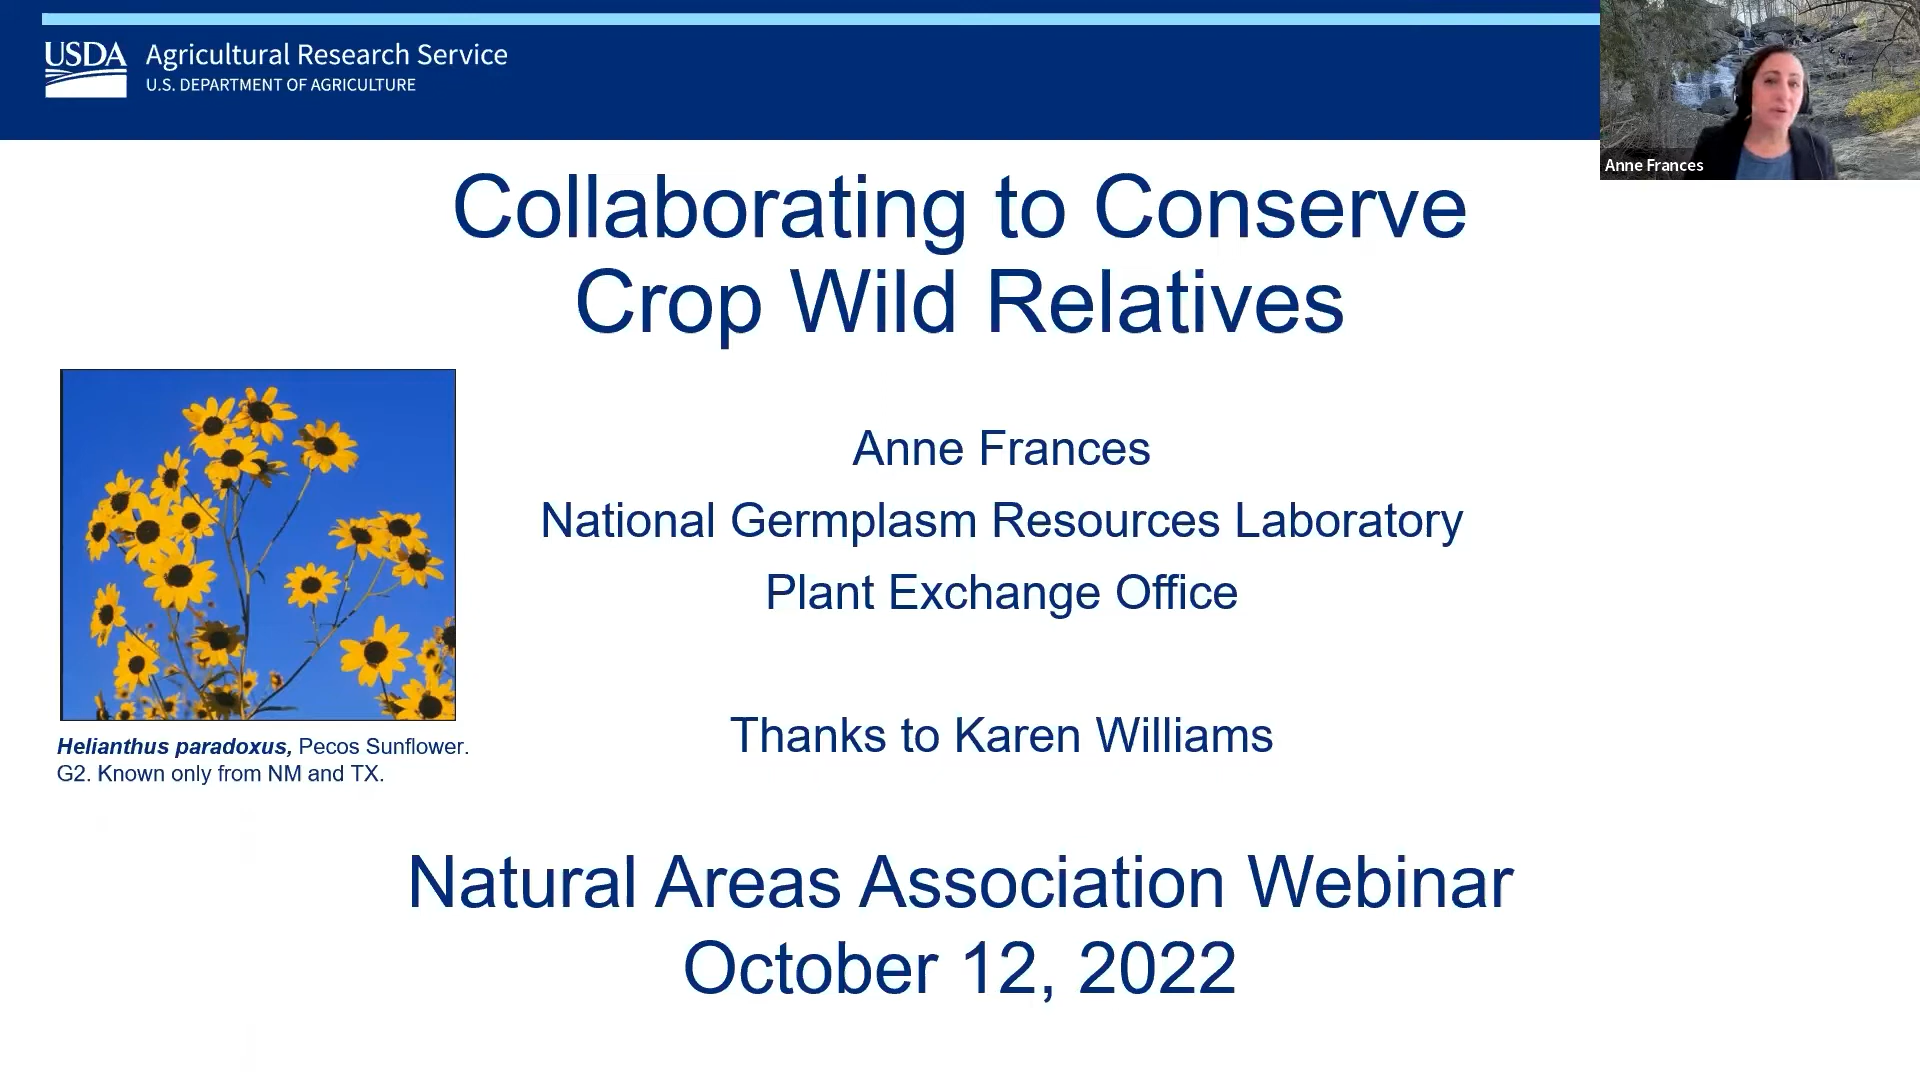 USDA
Agricultural Research Service
U.S. DEPARTMENT OF AGRICULTURE
Anne Frances
Collaborating to Conserve
Crop Wild Relatives
Anne Frances
National Germplasm Resources Laboratory
Plant Exchange Office
Thanks to Karen Williams
Helianthus paradoxus, Pecos Sunflower.
G2. Known only from NM and TX.
Natural Areas Association Webinar
October 12, 2022